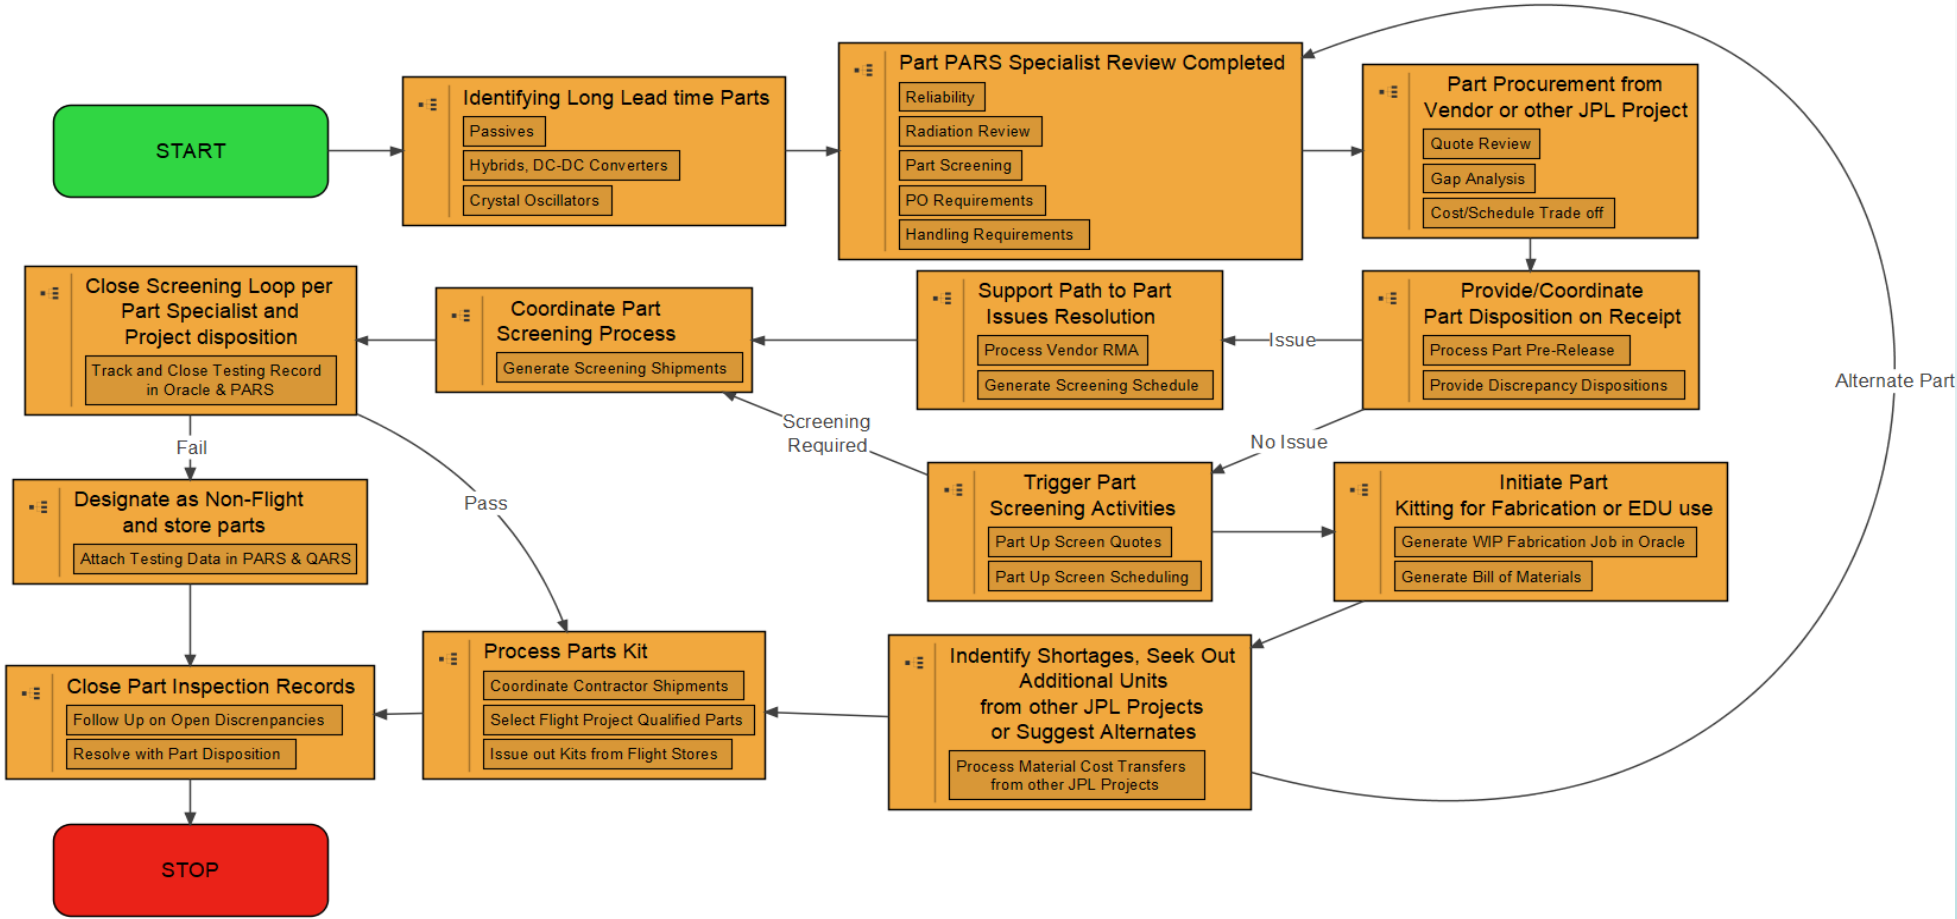 START
Identifying Long Lead time Parts
Passives
Hybrids, DC-DC Converters
Crystal Oscillators
Part PARS Specialist Review Completed
Reliability
Radiation Review
Part Screening
PO Requirements
Handling Requirements
Part Procurement from
Vendor or other JPL Project
Quote Review
Gap Analysis
Cost/Schedule Trade off
Close Screening Loop per
Part Specialist and
Project disposition
Track and Close Testing Record
in Oracle & PARS
Coordinate Part
Screening Process
Generate Screening Shipments
Support Path to Part
Issues Resolution
Process Vendor RMA
Generate Screening Schedule
Issue
Provide/Coordinate
Part Disposition on Receipt
Process Part Pre-Release
Provide Discrepancy Dispositions
Alternate Part
Screening
Required
No Issue
Fail
Pass
Designate as Non-Flight
and store parts
Attach Testing Data in PARS & QARS
Trigger Part
Screening Activities
Part Up Screen Quotes
Part Up Screen Scheduling
Initiate Part
Kitting for Fabrication or EDU use
Generate WIP Fabrication Job in Oracle
Generate Bill of Materials
Close Part Inspection Records
Follow Up on Open Discrenpancies
Resolve with Part Disposition
Process Parts Kit
Coordinate Contractor Shipments
Select Flight Project Qualified Parts
Issue out Kits from Flight Stores
Indentify Shortages, Seek Out
Additional Units
from other JPL Projects
or Suggest Alternates
Process Material Cost Transfers
from other JPL Projects
STOP